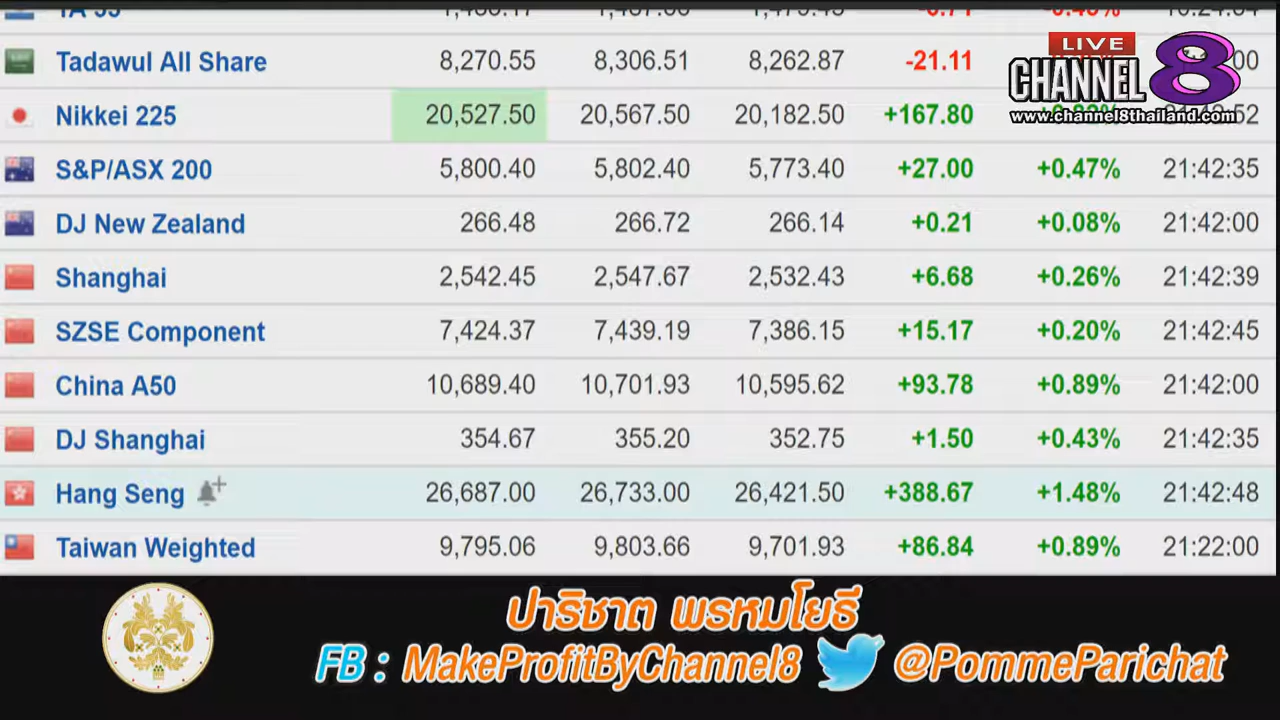 TA 35
LIVE
CHANNEL 8
www.channel8thailand.com
Tadawul All Share 8,270.55 8,306.51 8,262.87 -21.11
Nikkei 225 20,527.50 20,567.50 20,182.50 +167.80
S&P/ASX 200 5,800.40 5,802.40 5,773.40 +27.00 +0.47% 21:42:35
DJ New Zealand 266.48 266.72 266.14 +0.21 +0.08% 21:42:00
Shanghai 2,542.45 2,547.67 2,532.43 +6.68 +0.26% 21:42:39
SZSE Component 7,424.37 7,439.19 7,386.15 +15.17 +0.20% 21:42:45
China A50 10,689.40 10,701.93 10,595.62 +93.78 +0.89% 21:42:00
DJ Shanghai 354.67 355.20 352.75 +1.50 +0.43% 21:42:35
Hang Seng 26,687.00 26,733.00 26,421.50 +388.67 +1.48% 21:42:48
Taiwan Weighted 9,795.06 9,803.66 9,701.93 +86.84 +0.89% 21:22:00
ปาริชาต พรหมโยธี
FB : MakeProfitByChannel8 @PommeParichat